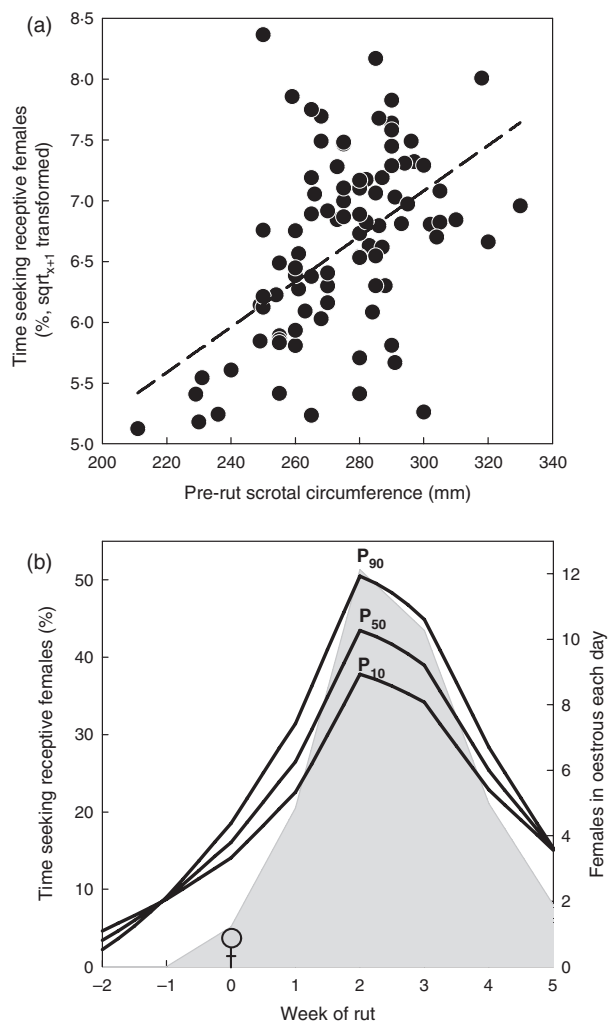 (a)
8·5
8·0
7·5
7·0
6·5
6·0
5·5
5·0
Time seeking receptive females
(%, sqrtx+1 transformed)
200 220 240 260 280 300 320 340
Pre-rut scrotal circumference (mm)
(b)
50
40
30
20
10
0
Time seeking receptive females (%)
P90
P50
P10
♀
12
10
8
6
4
2
0
Females in oestrous each day
–2 –1 0 1 2 3 4 5
Week of rut